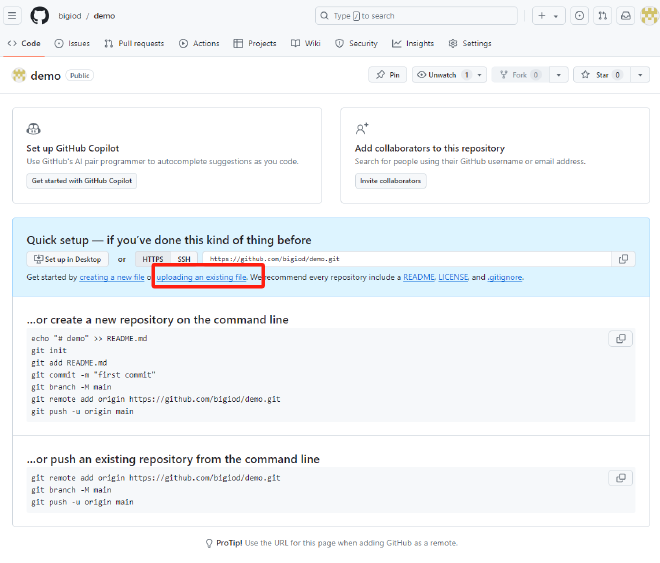 bigiod / demo
Type / to search
Code Issues Pull requests Actions Projects Wiki Security Insights Settings
demo Public Pin Unwatch 1 Fork 0 Star 0
Set up GitHub Copilot
Use GitHub's AI pair programmer to autocomplete suggestions as you code.
Get started with GitHub Copilot
Add collaborators to this repository
Search for people using their GitHub username or email address.
Invite collaborators
Quick setup — if you've done this kind of thing before
Set up in Desktop or HTTPS SSH https://github.com/bigiod/demo.git
Get started by creating a new file o uploading an existing file. We recommend every repository include a README, LICENSE, and .gitignore.
...or create a new repository on the command line
echo "# demo" >> README.md
git init
git add README.md
git commit -m "first commit"
git branch -M main
git remote add origin https://github.com/bigiod/demo.git
git push -u origin main
...or push an existing repository from the command line
git remote add origin https://github.com/bigiod/demo.git
git branch -M main
git push -u origin main
ProTip! Use the URL for this page when adding GitHub as a remote.